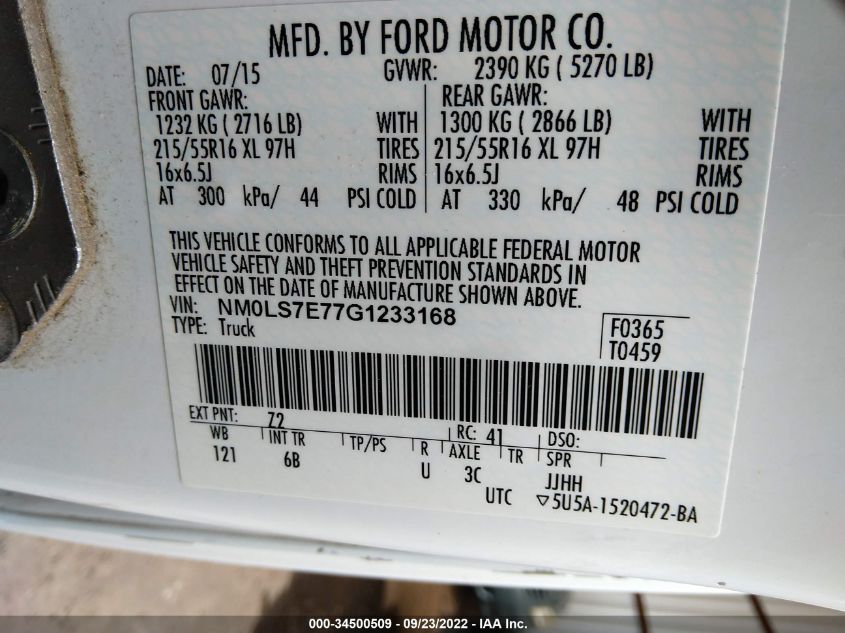 MFD. BY FORD MOTOR CO.
DATE: 07/15 GVWR: 2390 KG ( 5270 LB)
FRONT GAWR: REAR GAWR:
1232 KG ( 2716 LB) WITH 1300 KG ( 2866 LB) WITH
215/55R16 XL 97H TIRES 215/55R16 XL 97H TIRES
16x6.5J RIMS 16x6.5J RIMS
AT 300 kPa/ 44 PSI COLD AT 330 kPa/ 48 PSI COLD
THIS VEHICLE CONFORMS TO ALL APPLICABLE FEDERAL MOTOR
VEHICLE SAFETY AND THEFT PREVENTION STANDARDS IN
EFFECT ON THE DATE OF MANUFACTURE SHOWN ABOVE.
VIN: NM0LS7E77G1233168
TYPE: Truck
F0365
T0459
EXT PNT: 72 RC: 41 DSO:
WB INT TR TP/PS R AXLE TR SPR
121 6B U 3C JJHH
UTC ▽5U5A-1520472-BA
000-34500509 - 09/23/2022 - IAA Inc.